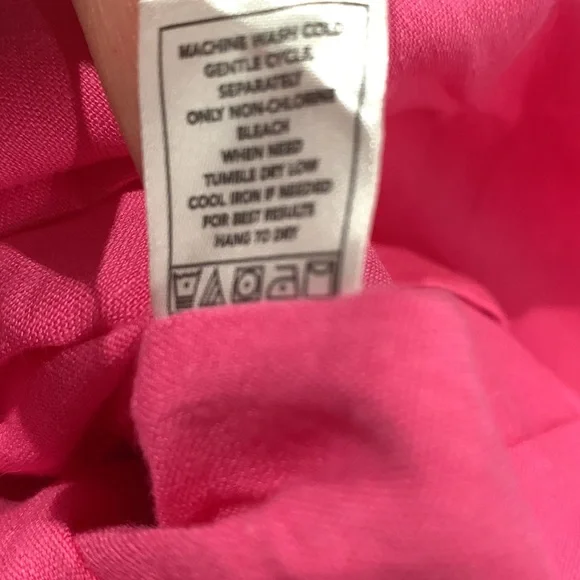 MACHINE WASH COLD
GENTLE CYCLE,
SEPARATELY
ONLY NON-CHLORINE
BLEACH
WHEN NEED
TUMBLE DRY LOW
COOL IRON IF NEEDED
FOR BEST RESULTS
HANG TO DRY